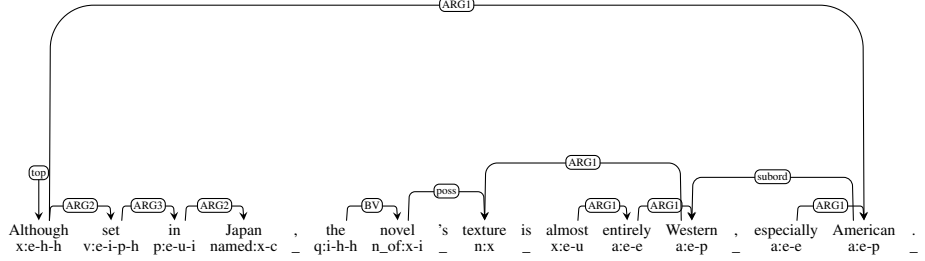 ARG1
top
ARG2 ARG3 ARG2 BV poss ARG1 ARG1 ARG1 subord ARG1
Although set in Japan , the novel 's texture is almost entirely Western , especially American .
x:e-h-h v:e-i-p-h p:e-u-i named:x-c _ q:i-h-h n_of:x-i _ n:x _ x:e-u a:e-e a:e-p _ a:e-e a:e-p _